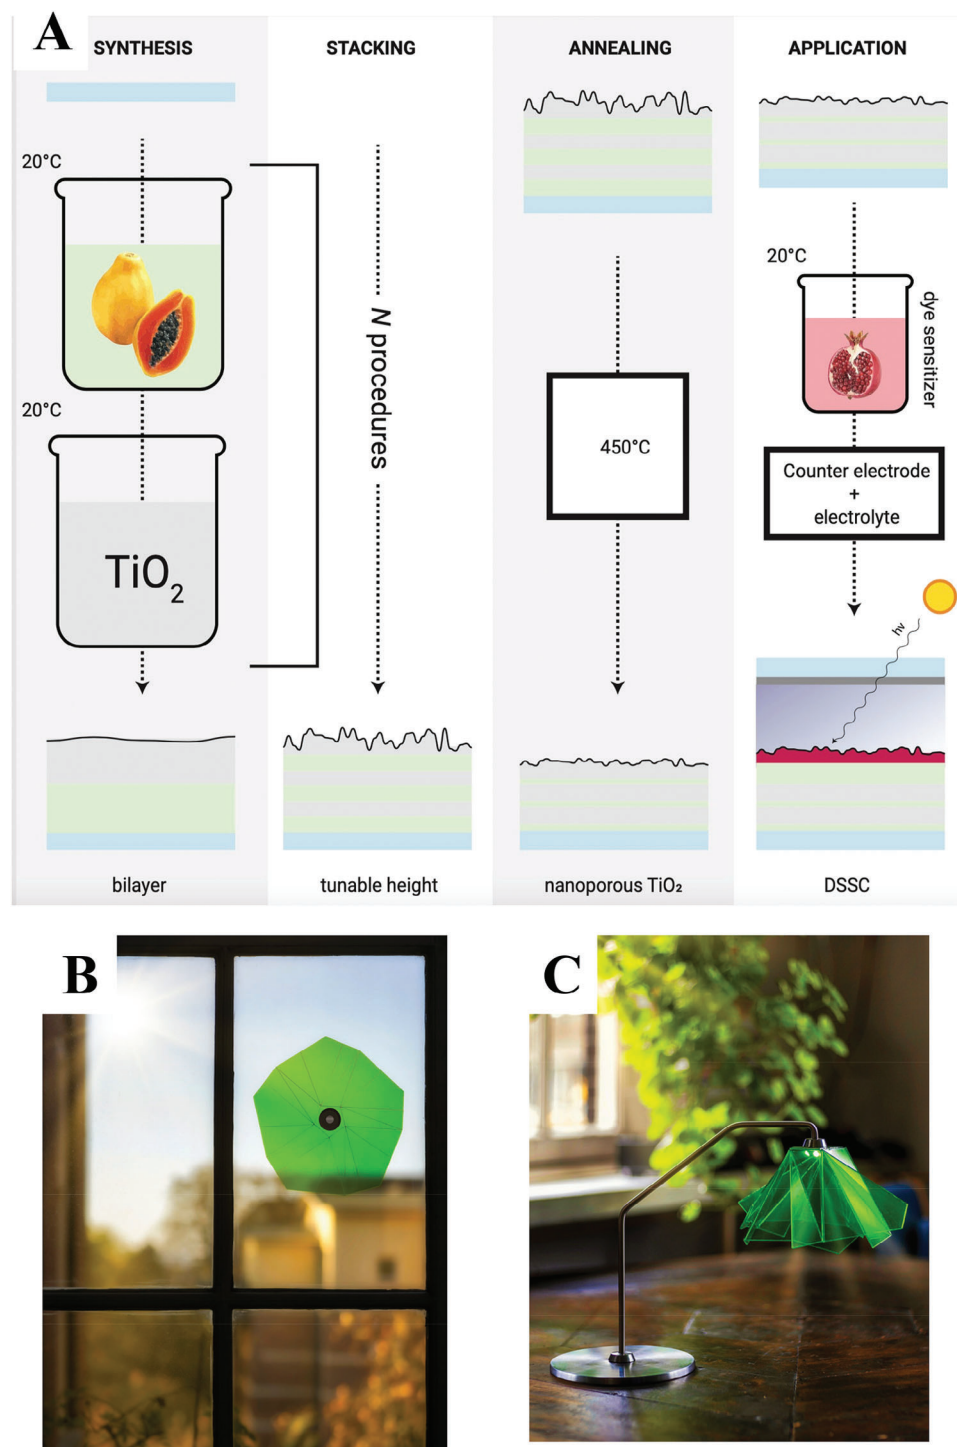 A
SYNTHESIS
STACKING
ANNEALING
APPLICATION
20°C
20°C
TiO₂
bilayer
N procedures
tunable height
450°C
nanoporous TiO₂
20°C
dye sensitizer
Counter electrode
+
electrolyte
hν
DSSC
B
C